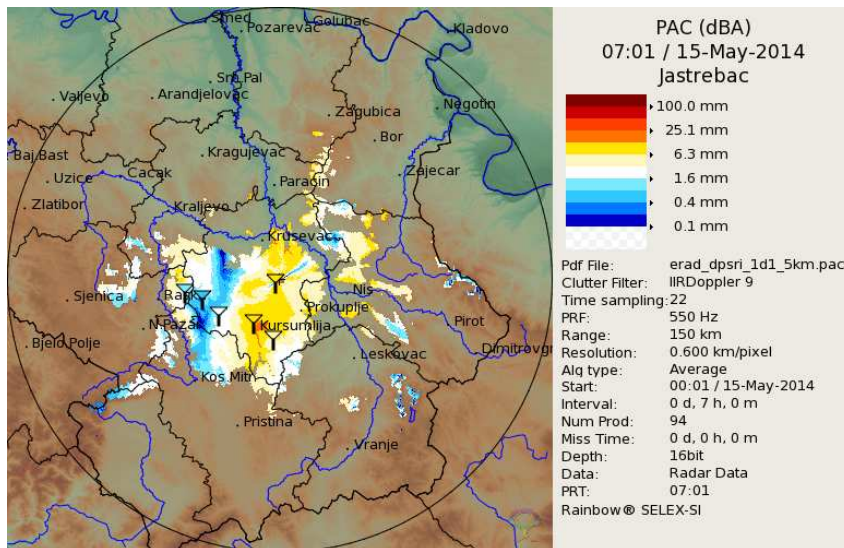 Smed
Pozarevac
Golubac
Kladovo
Sm Pal
Valjevo
Arandjelovac
Negotin
Zagubica
Bor
Baj Bast
Kragujevac
Cacak
Uzice
Paracin
Zajecar
Zlatibor
Kraljevo
Krusevac
Nis
Sjenica
Prokuplje
N Pazar
Kursumlija
Pirot
Bjelo Polje
Leskovac
Dimitrovgr
Kos Mitr
Pristina
Vranje
PAC (dBA)
07:01 / 15-May-2014
Jastrebac
100.0 mm
25.1 mm
6.3 mm
1.6 mm
0.4 mm
0.1 mm
Pdf File: erad_dpsri_1d1_5km.pac
Clutter Filter: IIRDoppler 9
Time sampling: 22
PRF: 550 Hz
Range: 150 km
Resolution: 0.600 km/pixel
Alg type: Average
Start: 00:01 / 15-May-2014
Interval: 0 d, 7 h, 0 m
Num Prod: 94
Miss Time: 0 d, 0 h, 0 m
Depth: 16bit
Data: Radar Data
PRT: 07:01
Rainbow® SELEX-SI